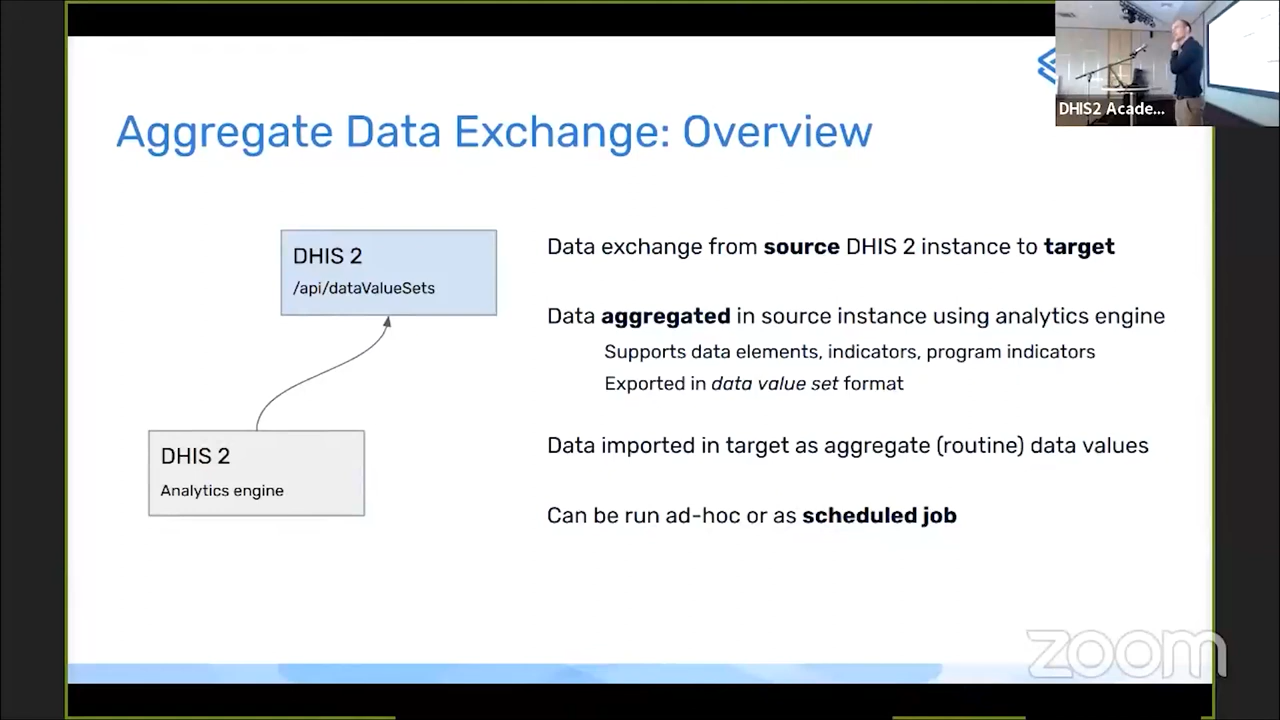 DHIS2 Acade...
Aggregate Data Exchange: Overview
DHIS 2
/api/dataValueSets
DHIS 2
Analytics engine
Data exchange from source DHIS 2 instance to target
Data aggregated in source instance using analytics engine
Supports data elements, indicators, program indicators
Exported in data value set format
Data imported in target as aggregate (routine) data values
Can be run ad-hoc or as scheduled job
zoom